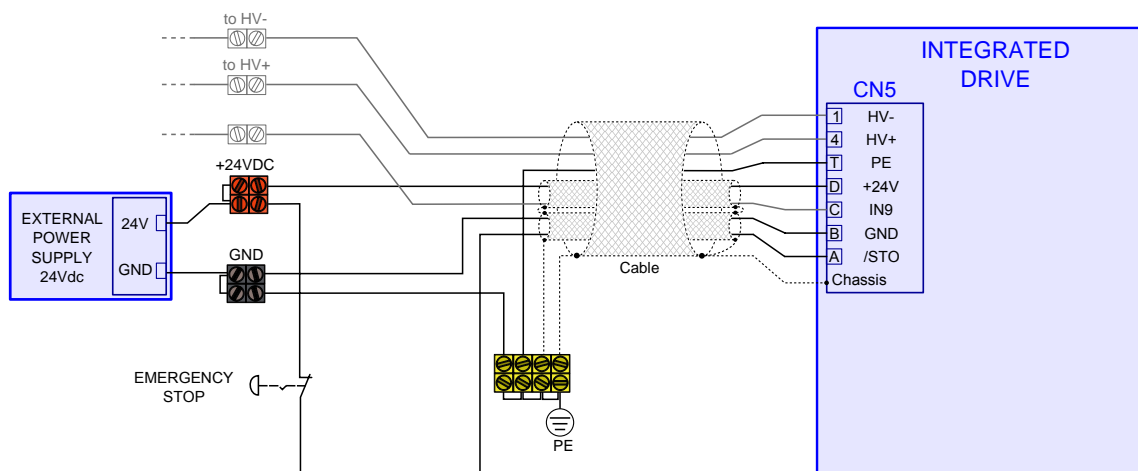 to HV-
to HV+
+24VDC
EXTERNAL
POWER
SUPPLY
24Vdc
24V
GND
GND
EMERGENCY
STOP
PE
Cable
INTEGRATED
DRIVE
CN5
1 HV-
4 HV+
T PE
D +24V
C IN9
B GND
A /STO
Chassis